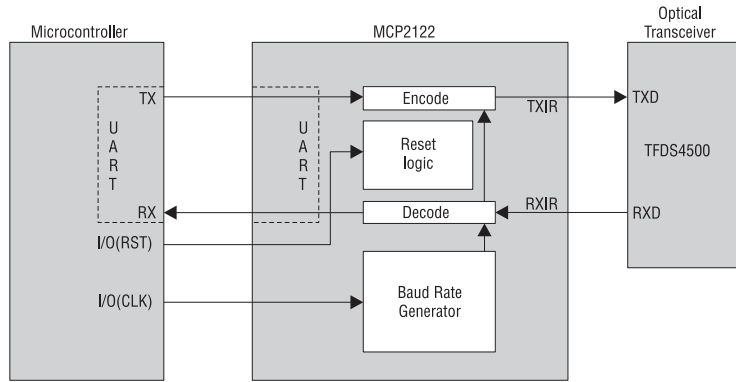 Microcontroller
MCP2122
Optical
Transceiver
TX
Encode
TXIR
TXD
U
A
R
T
U
A
R
T
Reset
logic
TFDS4500
RX
Decode
RXIR
RXD
I/O(RST)
I/O(CLK)
Baud Rate
Generator